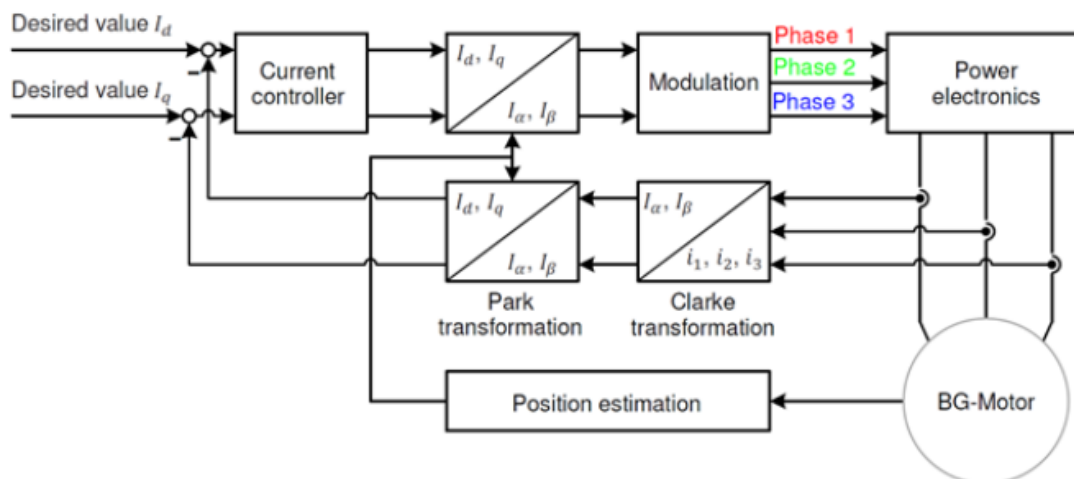 Desired value I_d
Desired value I_q
Current
controller
I_d, I_q
I_α, I_β
Modulation
Phase 1
Phase 2
Phase 3
Power
electronics
I_d, I_q
I_α, I_β
Park
transformation
I_α, I_β
i_1, i_2, i_3
Clarke
transformation
Position estimation
BG-Motor